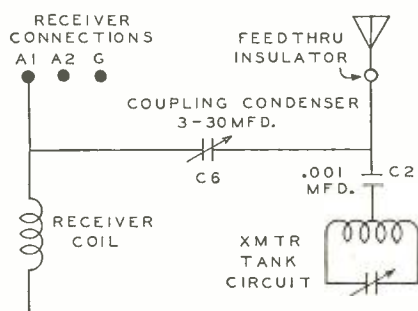 RECEIVER
CONNECTIONS
A1 A2 G
FEEDTHRU
INSULATOR
COUPLING CONDENSER
3-30MFD.
C6
.001
MFD.
C2
RECEIVER
COIL
XMTR
TANK
CIRCUIT